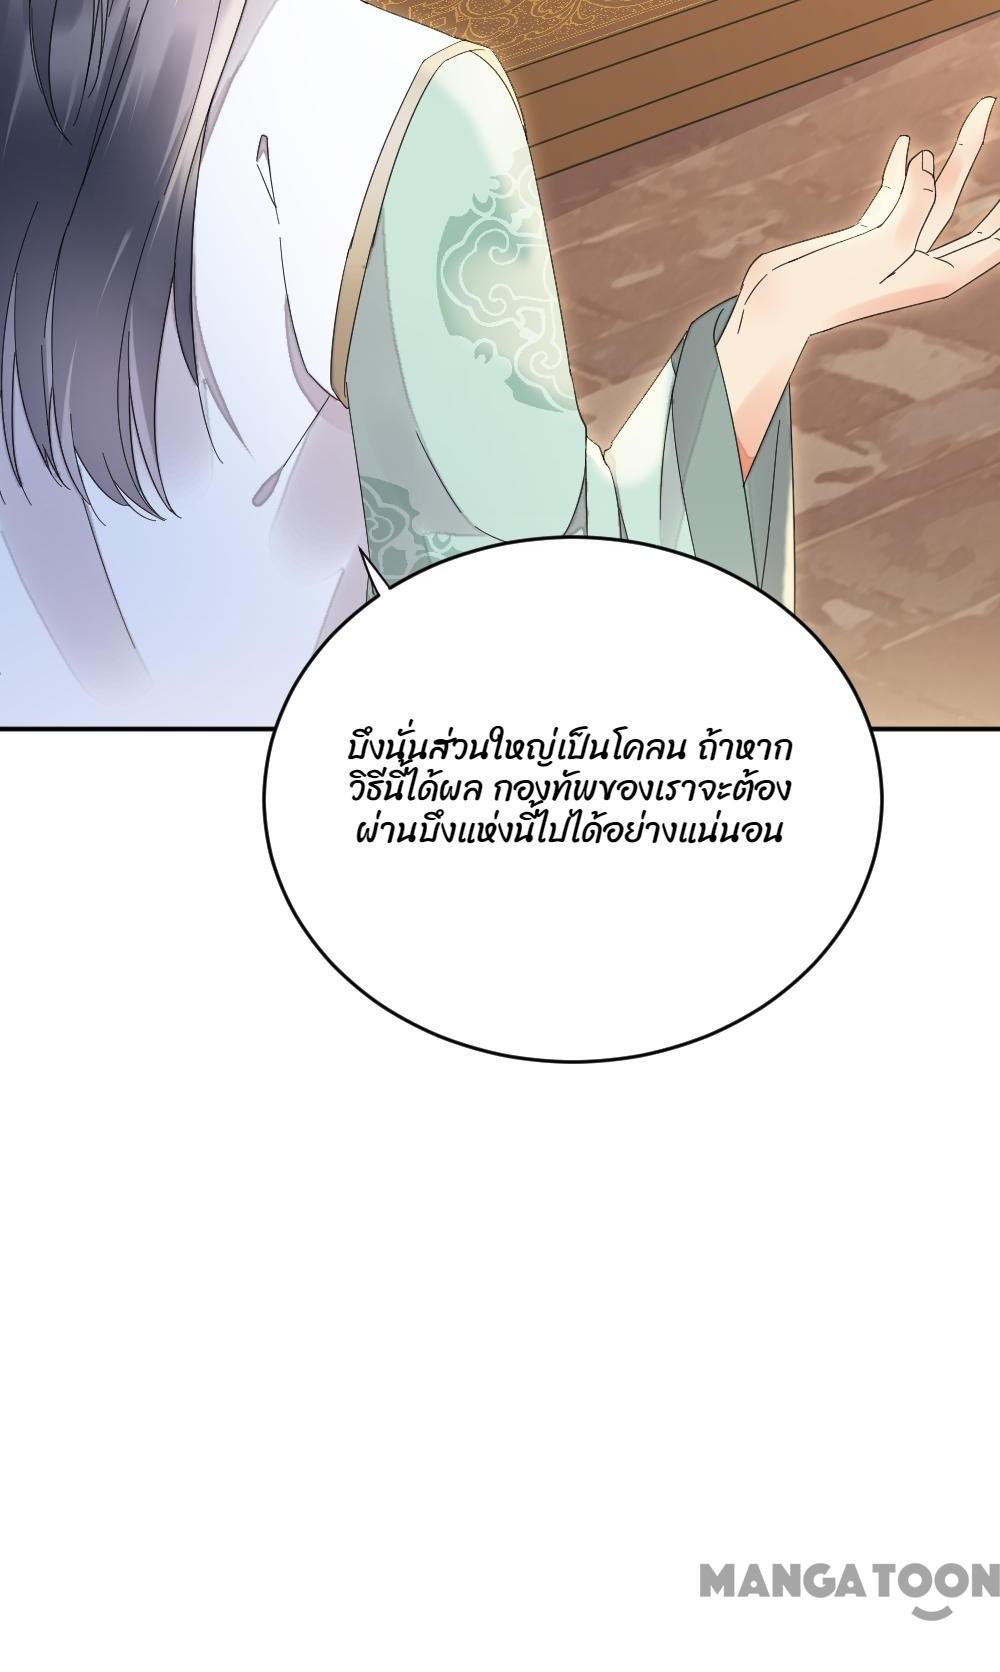 บึงนั่นส่วนใหญ่เป็นโคลน ถ้าหาก
วิธีนี้ได้ผล กองทัพของเราจะต้อง
ผ่านบึงแห่งนี้ไปได้อย่างแน่นอน
MANGATOON